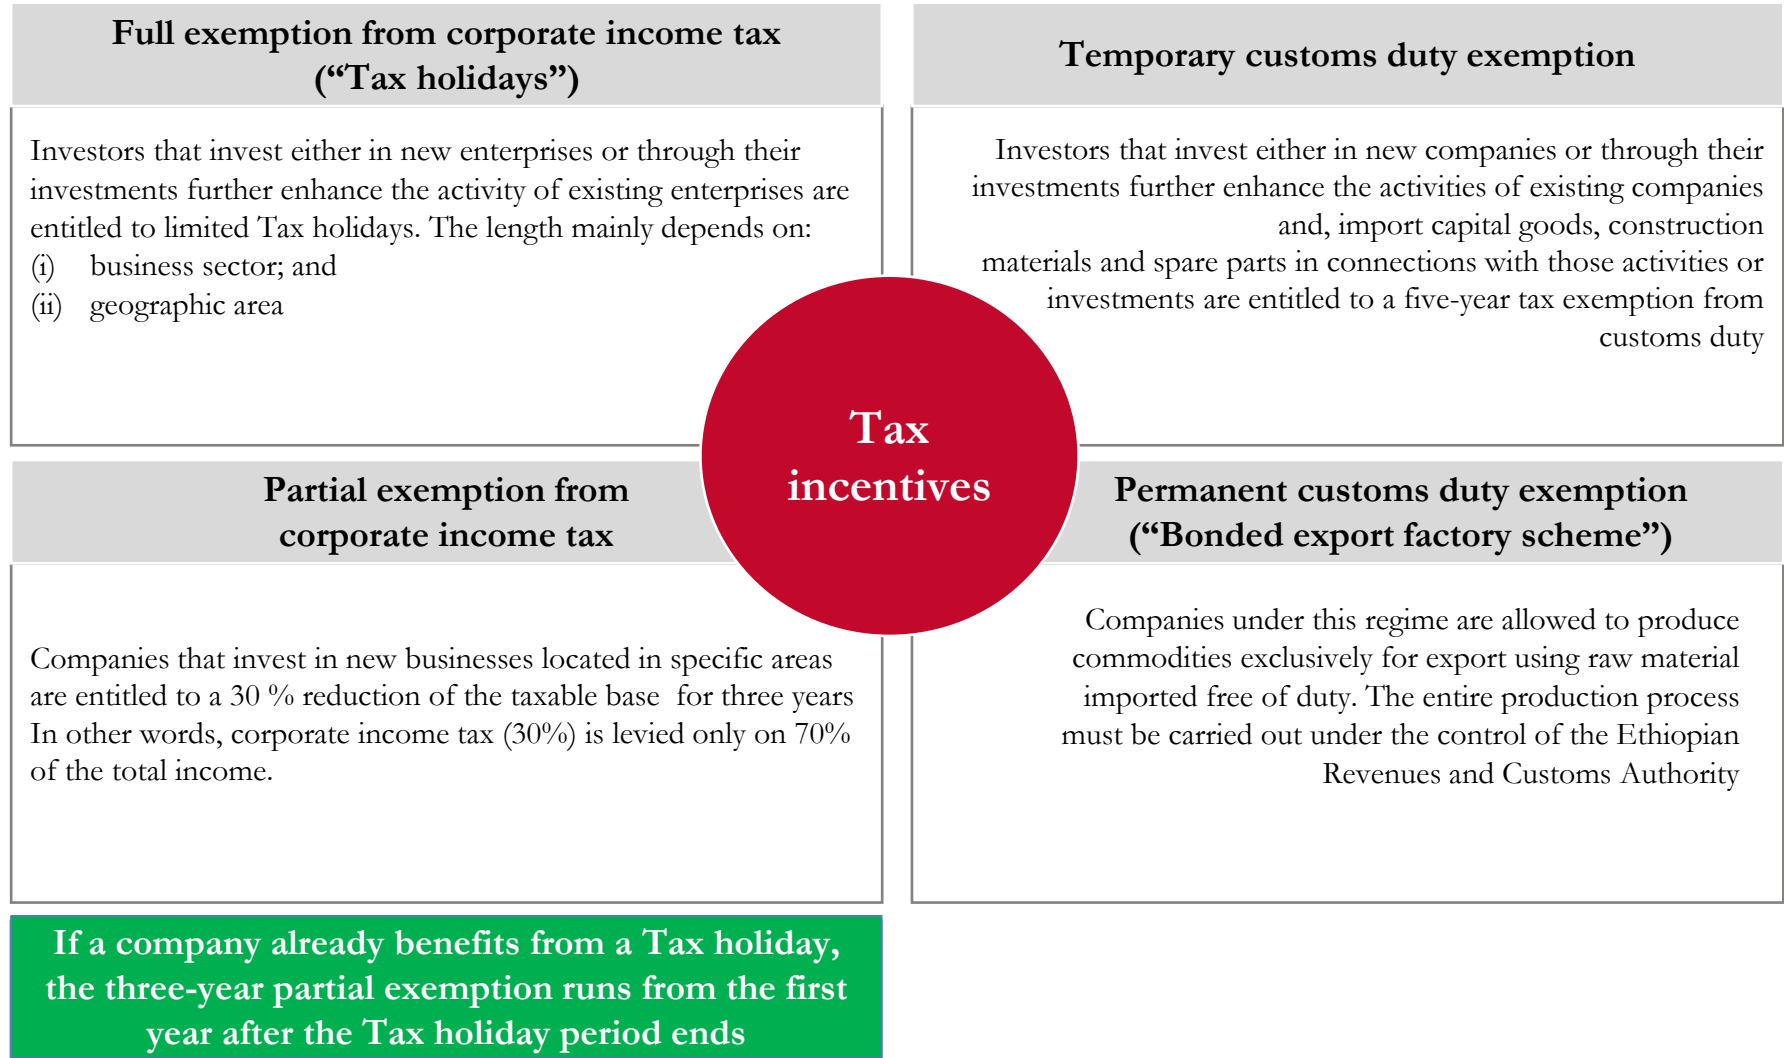 Full exemption from corporate income tax
(“Tax holidays”)
Investors that invest either in new enterprises or through their
investments further enhance the activity of existing enterprises are
entitled to limited Tax holidays. The length mainly depends on:
(i) business sector; and
(ii) geographic area
Temporary customs duty exemption
Investors that invest either in new companies or through their
investments further enhance the activities of existing companies
and, import capital goods, construction
materials and spare parts in connections with those activities or
investments are entitled to a five-year tax exemption from
customs duty
Tax
incentives
Partial exemption from
corporate income tax
Companies that invest in new businesses located in specific areas
are entitled to a 30 % reduction of the taxable base for three years
In other words, corporate income tax (30%) is levied only on 70%
of the total income.
Permanent customs duty exemption
(“Bonded export factory scheme”)
Companies under this regime are allowed to produce
commodities exclusively for export using raw material
imported free of duty. The entire production process
must be carried out under the control of the Ethiopian
Revenues and Customs Authority
If a company already benefits from a Tax holiday,
the three-year partial exemption runs from the first
year after the Tax holiday period ends